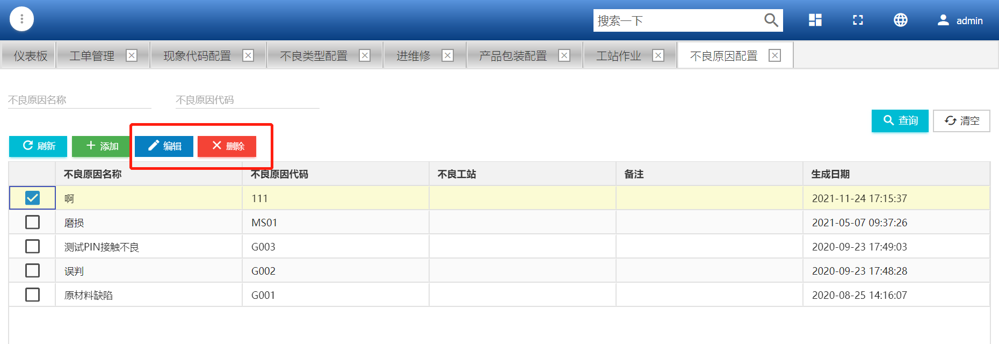 搜索一下 admin
仪表板 工单管理 现象代码配置 不良类型配置 进维修 产品包装配置 工站作业 不良原因配置
不良原因名称 不良原因代码
查询 清空
刷新 添加 编辑 删除
不良原因名称 不良原因代码 不良工站 备注 生成日期
啊 111 2021-11-24 17:15:37
磨损 MS01 2021-05-07 09:37:26
测试PIN接触不良 G003 2020-09-23 17:49:03
误判 G002 2020-09-23 17:48:28
原材料缺陷 G001 2020-08-25 14:16:07